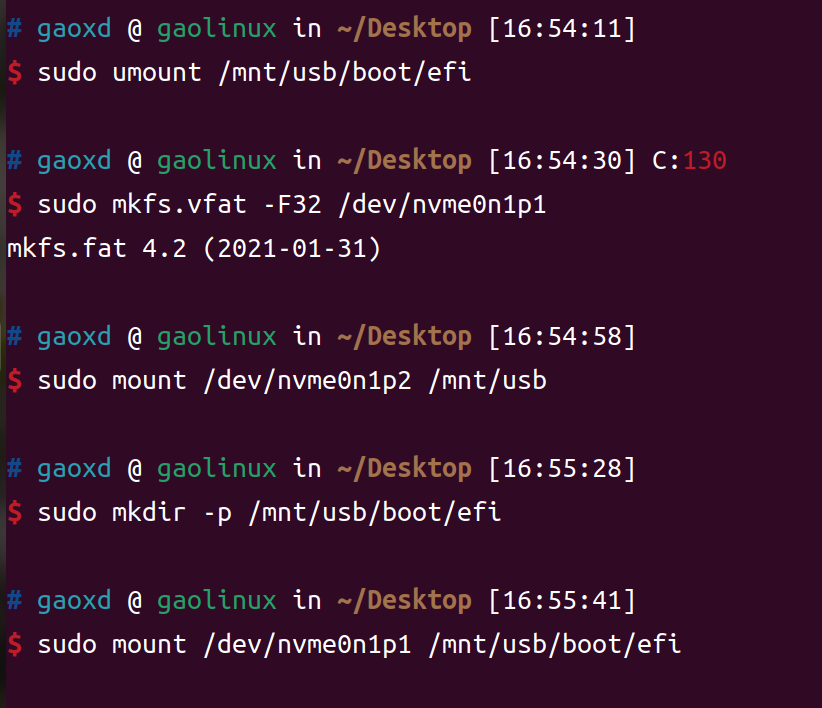 # gaoxd @ gaolinux in ~/Desktop [16:54:11]
$ sudo umount /mnt/usb/boot/efi
# gaoxd @ gaolinux in ~/Desktop [16:54:30] C:130
$ sudo mkfs.vfat -F32 /dev/nvme0n1p1
mkfs.fat 4.2 (2021-01-31)
# gaoxd @ gaolinux in ~/Desktop [16:54:58]
$ sudo mount /dev/nvme0n1p2 /mnt/usb
# gaoxd @ gaolinux in ~/Desktop [16:55:28]
$ sudo mkdir -p /mnt/usb/boot/efi
# gaoxd @ gaolinux in ~/Desktop [16:55:41]
$ sudo mount /dev/nvme0n1p1 /mnt/usb/boot/efi